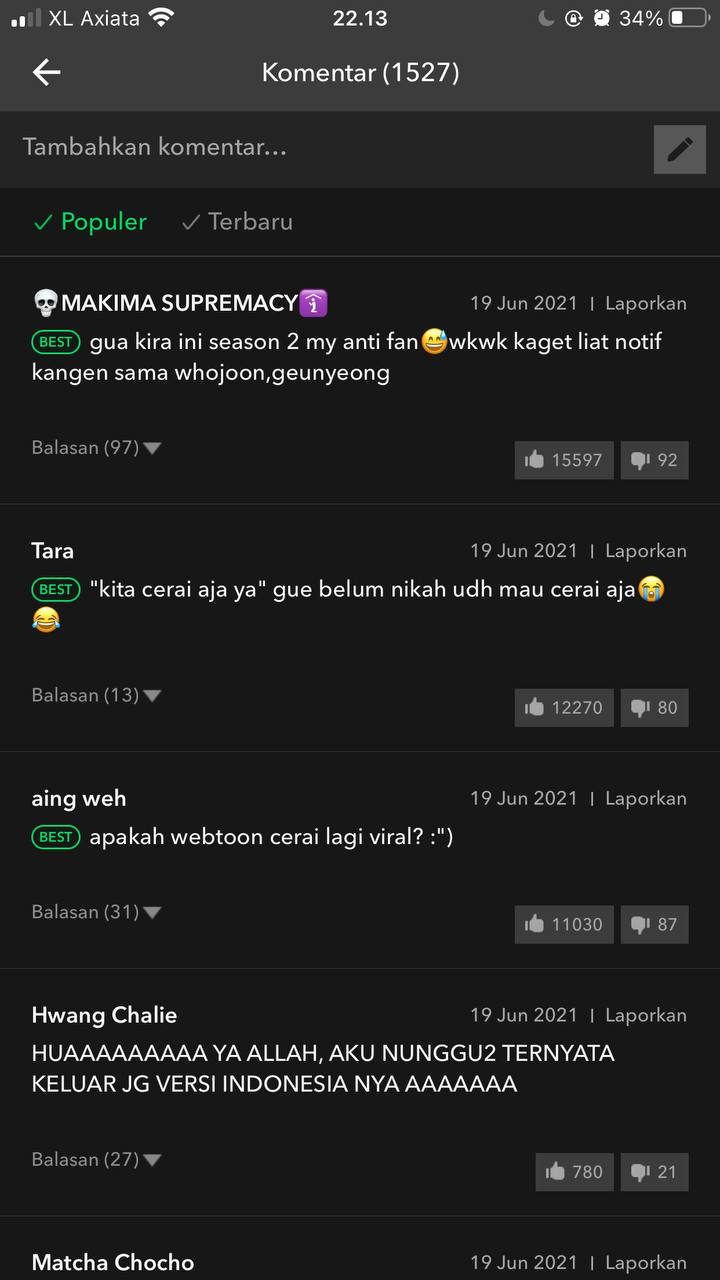 XL Axiata 22.13 34%
Komentar (1527)
Tambahkan komentar...
Populer Terbaru
💀MAKIMA SUPREMACY🛐 19 Jun 2021 | Laporkan
BEST gua kira ini season 2 my anti fan😅wkwk kaget liat notif
kangen sama whojoon,geunyeong
Balasan (97) 15597 92
Tara 19 Jun 2021 | Laporkan
BEST "kita cerai aja ya" gue belum nikah udh mau cerai aja😭
😂
Balasan (13) 12270 80
aing weh 19 Jun 2021 | Laporkan
BEST apakah webtoon cerai lagi viral? :")
Balasan (31) 11030 87
Hwang Chalie 19 Jun 2021 | Laporkan
HUAAAAAAAAA YA ALLAH, AKU NUNGGU2 TERNYATA
KELUAR JG VERSI INDONESIA NYA AAAAAAA
Balasan (27) 780 21
Matcha Chocho 19 Jun 2021 | Laporkan